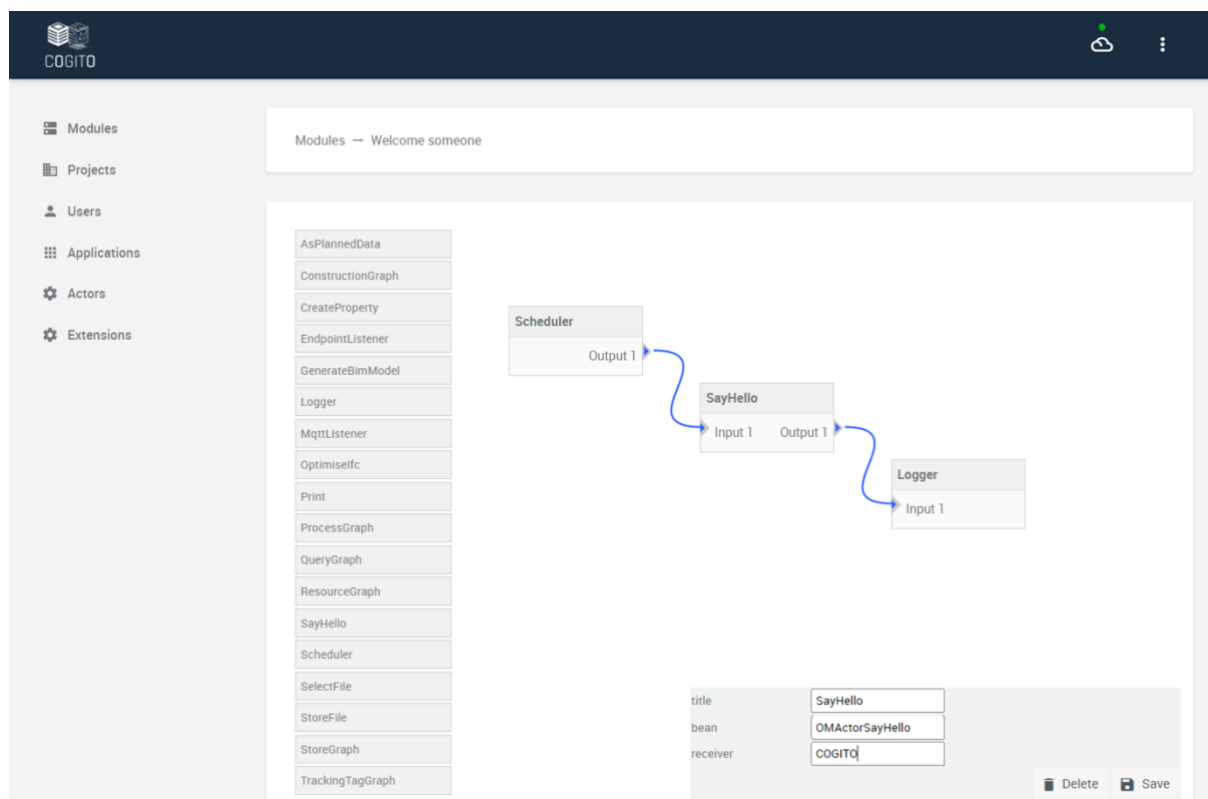 COGITO
Modules
Projects
Users
Applications
Actors
Extensions
Modules → Welcome someone
AsPlannedData
ConstructionGraph
CreateProperty
EndpointListener
GenerateBimModel
Logger
MqttListener
OptimiseIfc
Print
ProcessGraph
QueryGraph
ResourceGraph
SayHello
Scheduler
SelectFile
StoreFile
StoreGraph
TrackingTagGraph
Scheduler
Output 1
SayHello
Input 1 Output 1
Logger
Input 1
title SayHello
bean OMActorSayHello
receiver COGITO
Delete Save